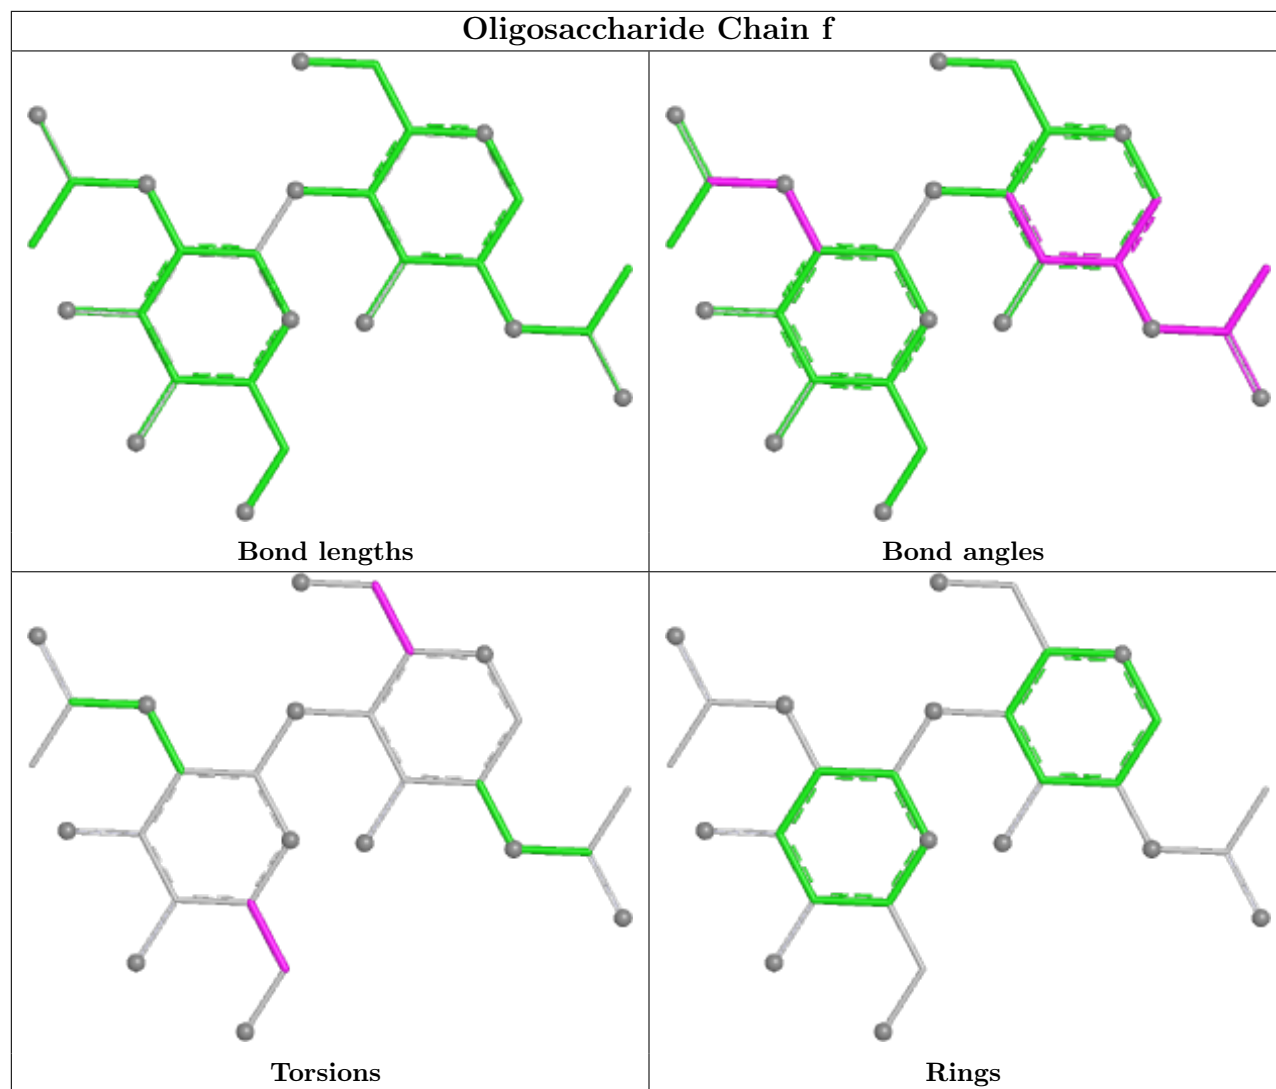 Oligosaccharide Chain f
Bond lengths
Bond angles
Torsions
Rings